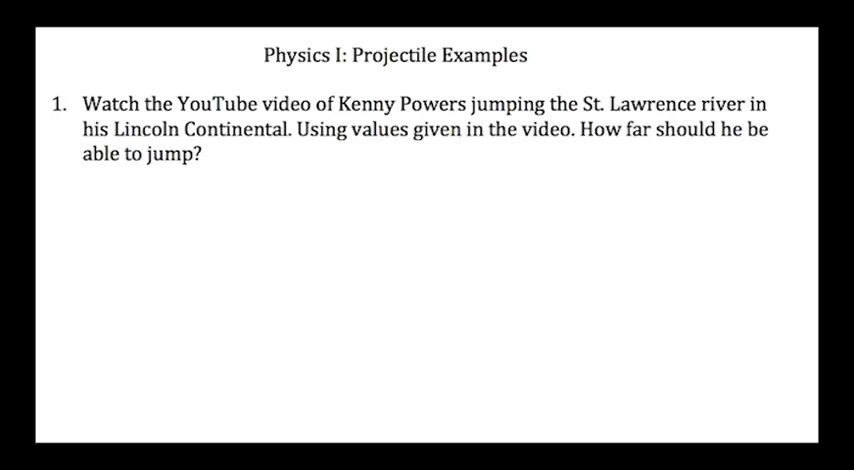 Physics I: Projectile Examples
1. Watch the YouTube video of Kenny Powers jumping the St. Lawrence river in
his Lincoln Continental. Using values given in the video. How far should he be
able to jump?